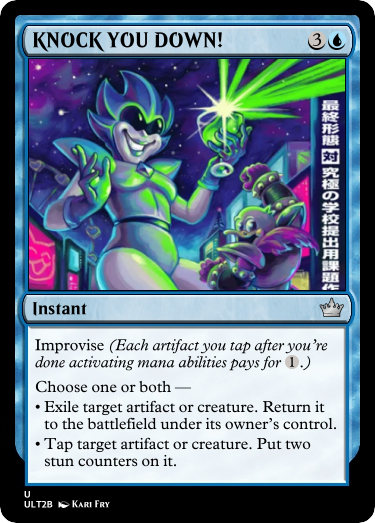 KNOCK YOU DOWN!
3
最終形態 対 究極の学校提出用課題作
Instant
Improvise (Each artifact you tap after you're
done activating mana abilities pays for 1.)
Choose one or both —
• Exile target artifact or creature. Return it
to the battlefield under its owner's control.
• Tap target artifact or creature. Put two
stun counters on it.
U
ULT2B Kari Fry